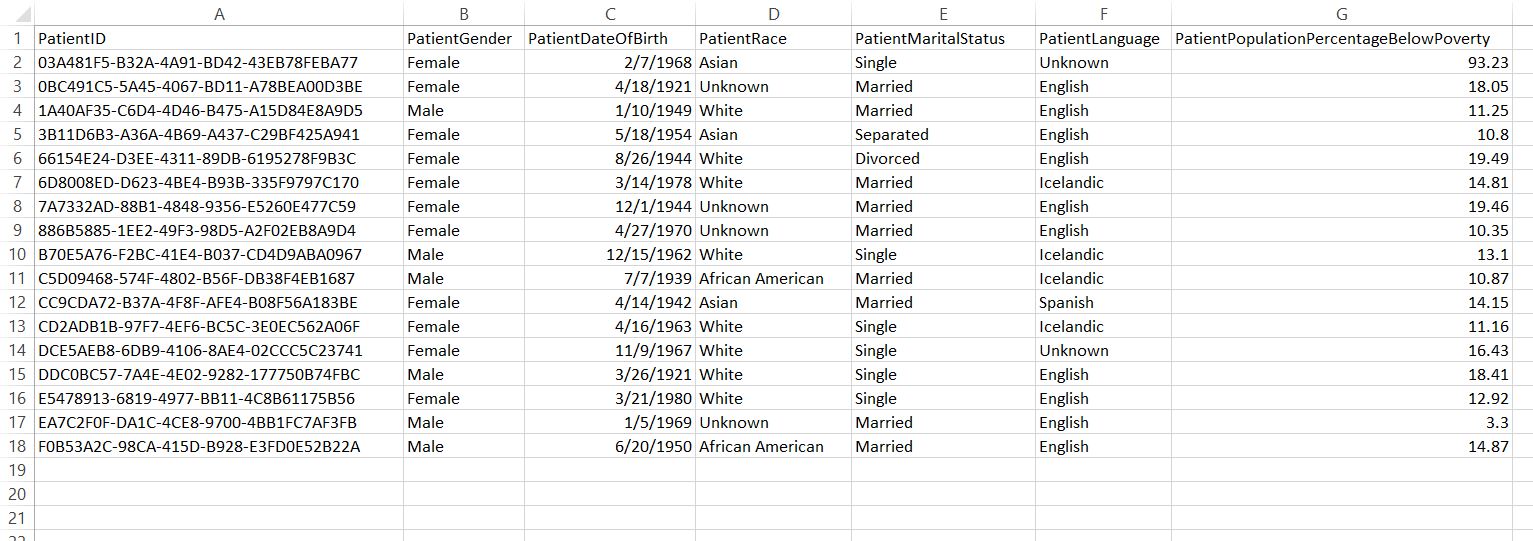 A B C D E F G
1 PatientID PatientGender PatientDateOfBirth PatientRace PatientMaritalStatus PatientLanguage PatientPopulationPercentageBelowPoverty
2 03A481F5-B32A-4A91-BD42-43EB78FEBA77 Female 2/7/1968 Asian Single Unknown 93.23
3 0BC491C5-5A45-4067-BD11-A78BEA00D3BE Female 4/18/1921 Unknown Married English 18.05
4 1A40AF35-C6D4-4D46-B475-A15D84E8A9D5 Male 1/10/1949 White Married English 11.25
5 3B11D6B3-A36A-4B69-A437-C29BF425A941 Female 5/18/1954 Asian Separated English 10.8
6 66154E24-D3EE-4311-89DB-6195278F9B3C Female 8/26/1944 White Divorced English 19.49
7 6D8008ED-D623-4BE4-B93B-335F9797C170 Female 3/14/1978 White Married Icelandic 14.81
8 7A7332AD-88B1-4848-9356-E5260E477C59 Female 12/1/1944 Unknown Married English 19.46
9 886B5885-1EE2-49F3-98D5-A2F02EB8A9D4 Female 4/27/1970 Unknown Married English 10.35
10 B70E5A76-F2BC-41E4-B037-CD4D9ABA0967 Male 12/15/1962 White Single Icelandic 13.1
11 C5D09468-574F-4802-B56F-DB38F4EB1687 Male 7/7/1939 African American Married Icelandic 10.87
12 CC9CDA72-B37A-4F8F-AFE4-B08F56A183BE Female 4/14/1942 Asian Married Spanish 14.15
13 CD2ADB1B-97F7-4EF6-BC5C-3E0EC562A06F Female 4/16/1963 White Single Icelandic 11.16
14 DCE5AEB8-6DB9-4106-8AE4-02CCC5C23741 Female 11/9/1967 White Single Unknown 16.43
15 DDC0BC57-7A4E-4E02-9282-177750B74FBC Male 3/26/1921 White Single English 18.41
16 E5478913-6819-4977-BB11-4C8B61175B56 Female 3/21/1980 White Single English 12.92
17 EA7C2F0F-DA1C-4CE8-9700-4BB1FC7AF3FB Male 1/5/1969 Unknown Married English 3.3
18 F0B53A2C-98CA-415D-B928-E3FD0E52B22A Male 6/20/1950 African American Married English 14.87
19
20
21